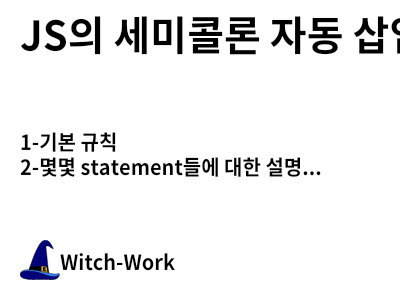 JS의 세미콜론 자동 삽
1-기본 규칙
2-몇몇 statement들에 대한 설명...
Witch-Work